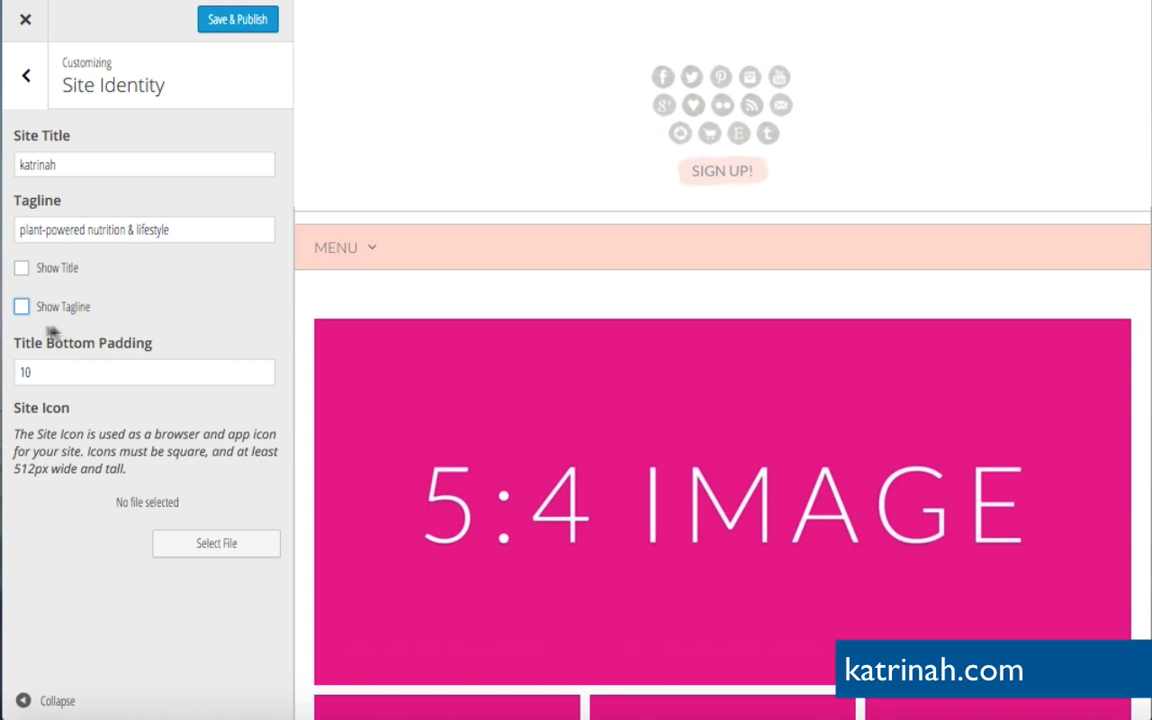 Save & Publish
Customizing
Site Identity
Site Title
katrinah
Tagline
plant-powered nutrition & lifestyle
Show Title
Show Tagline
Title Bottom Padding
10
Site Icon
The Site Icon is used as a browser and app icon
for your site. Icons must be square, and at least
512px wide and tall.
No file selected
Select File
Collapse
SIGN UP!
MENU
5:4 IMAGE
katrinah.com